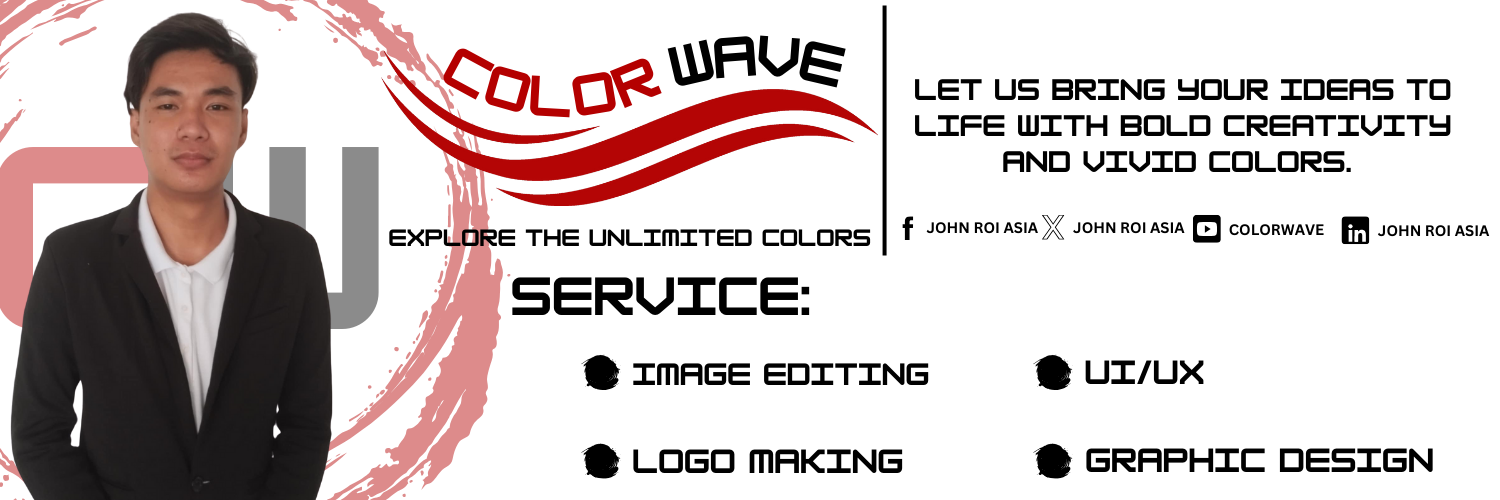 COLOR WAVE
EXPLORE THE UNLIMITED COLORS
LET US BRING YOUR IDEAS TO
LIFE WITH BOLD CREATIVITY
AND VIVID COLORS.
JOHN ROI ASIA JOHN ROI ASIA COLORWAVE JOHN ROI ASIA
SERVICE:
IMAGE EDITING
UI/UX
LOGO MAKING
GRAPHIC DESIGN